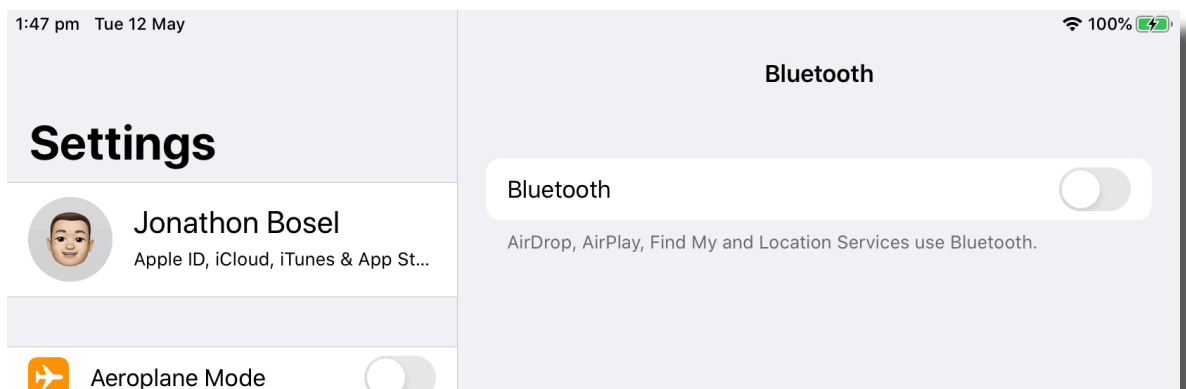 1:47 pm Tue 12 May
100%
Settings
Jonathon Bosel
Apple ID, iCloud, iTunes & App St...
Aeroplane Mode
Bluetooth
Bluetooth
AirDrop, AirPlay, Find My and Location Services use Bluetooth.